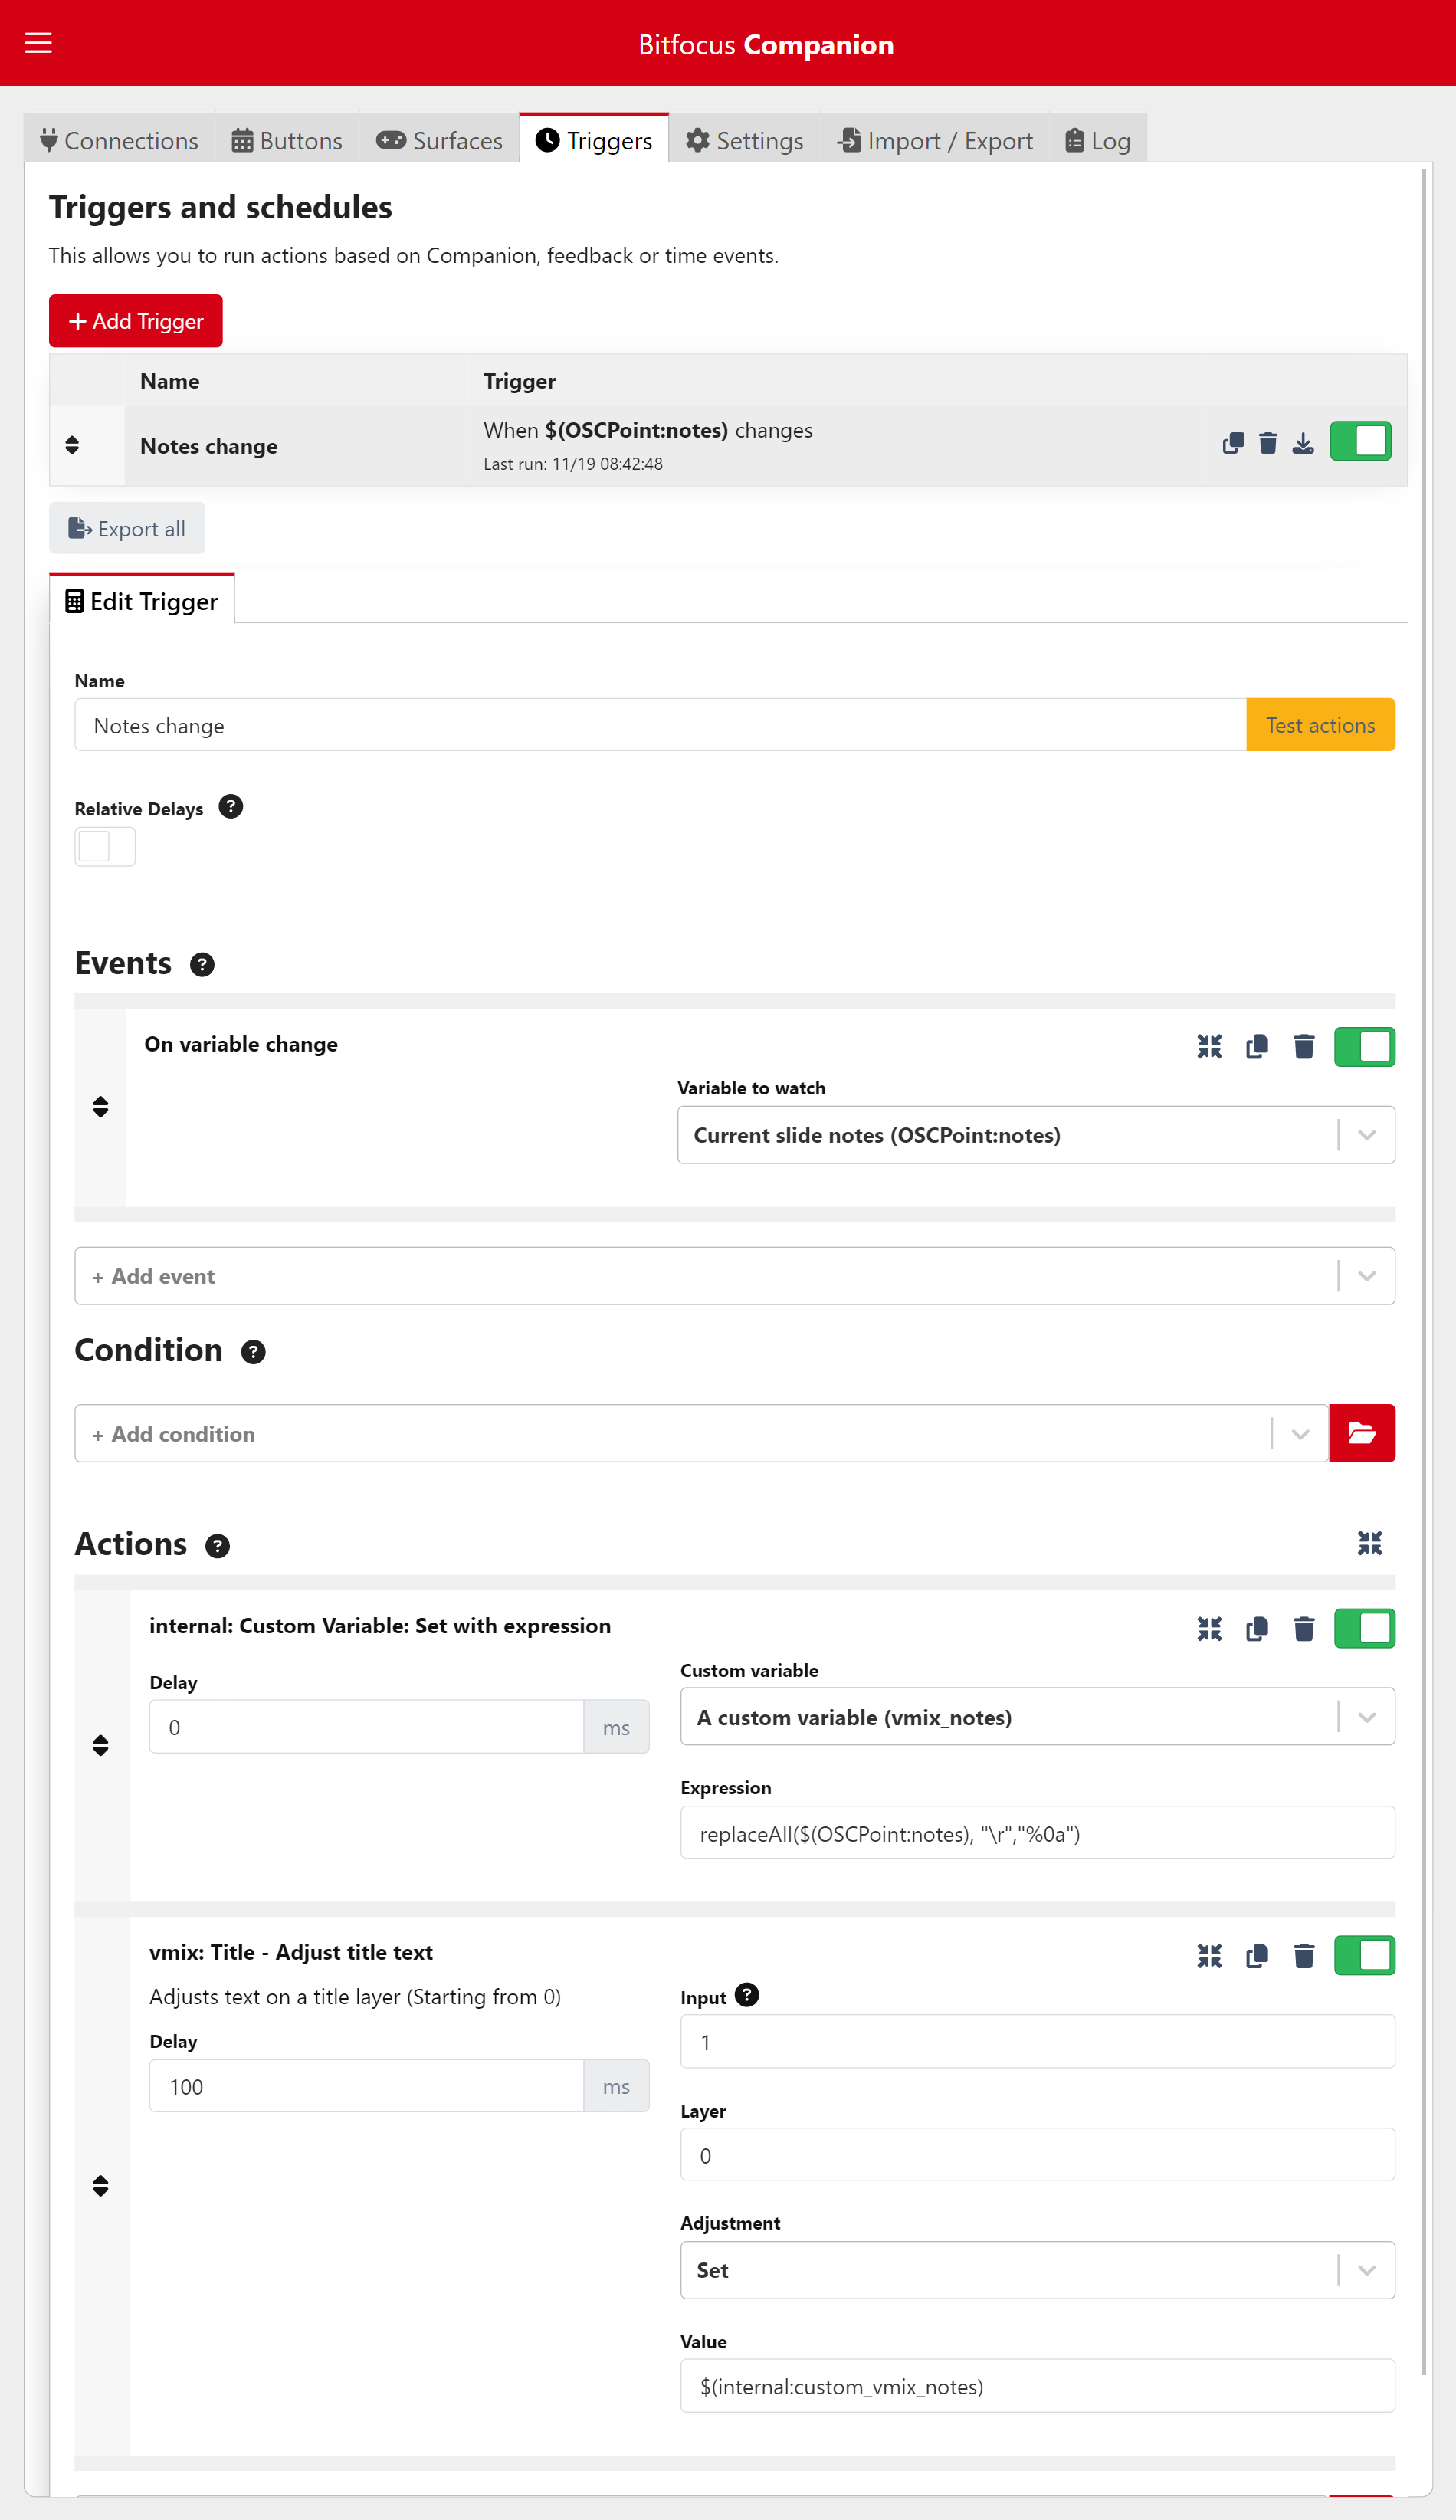 Bitfocus Companion
Connections Buttons Surfaces Triggers Settings Import / Export Log
Triggers and schedules
This allows you to run actions based on Companion, feedback or time events.
+ Add Trigger
Name Trigger
Notes change When $(OSCPoint:notes) changes
Last run: 11/19 08:42:48
Export all
Edit Trigger
Name
Notes change Test actions
Relative Delays ?
Events ?
On variable change
Variable to watch
Current slide notes (OSCPoint:notes)
+ Add event
Condition ?
+ Add condition
Actions ?
internal: Custom Variable: Set with expression
Delay
0 ms
Custom variable
A custom variable (vmix_notes)
Expression
replaceAll($(OSCPoint:notes), "\r","%0a")
vmix: Title - Adjust title text
Adjusts text on a title layer (Starting from 0)
Delay
100 ms
Input ?
1
Layer
0
Adjustment
Set
Value
$(internal:custom_vmix_notes)